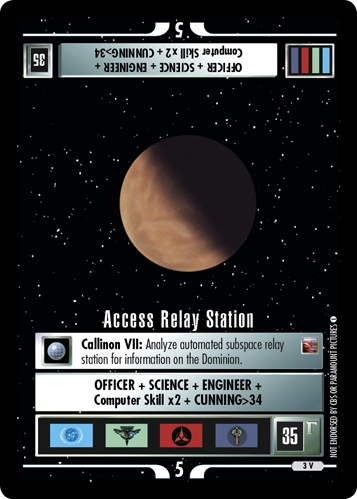 5
35
OFFICER + SCIENCE + ENGINEER +
Computer Skill x2 + CUNNING>34
Access Relay Station
Callinon VII: Analyze automated subspace relay
station for information on the Dominion.
OFFICER + SCIENCE + ENGINEER +
Computer Skill x2 + CUNNING>34
35
5
3 V
NOT ENDORSED BY CBS OR PARAMOUNT PICTURES